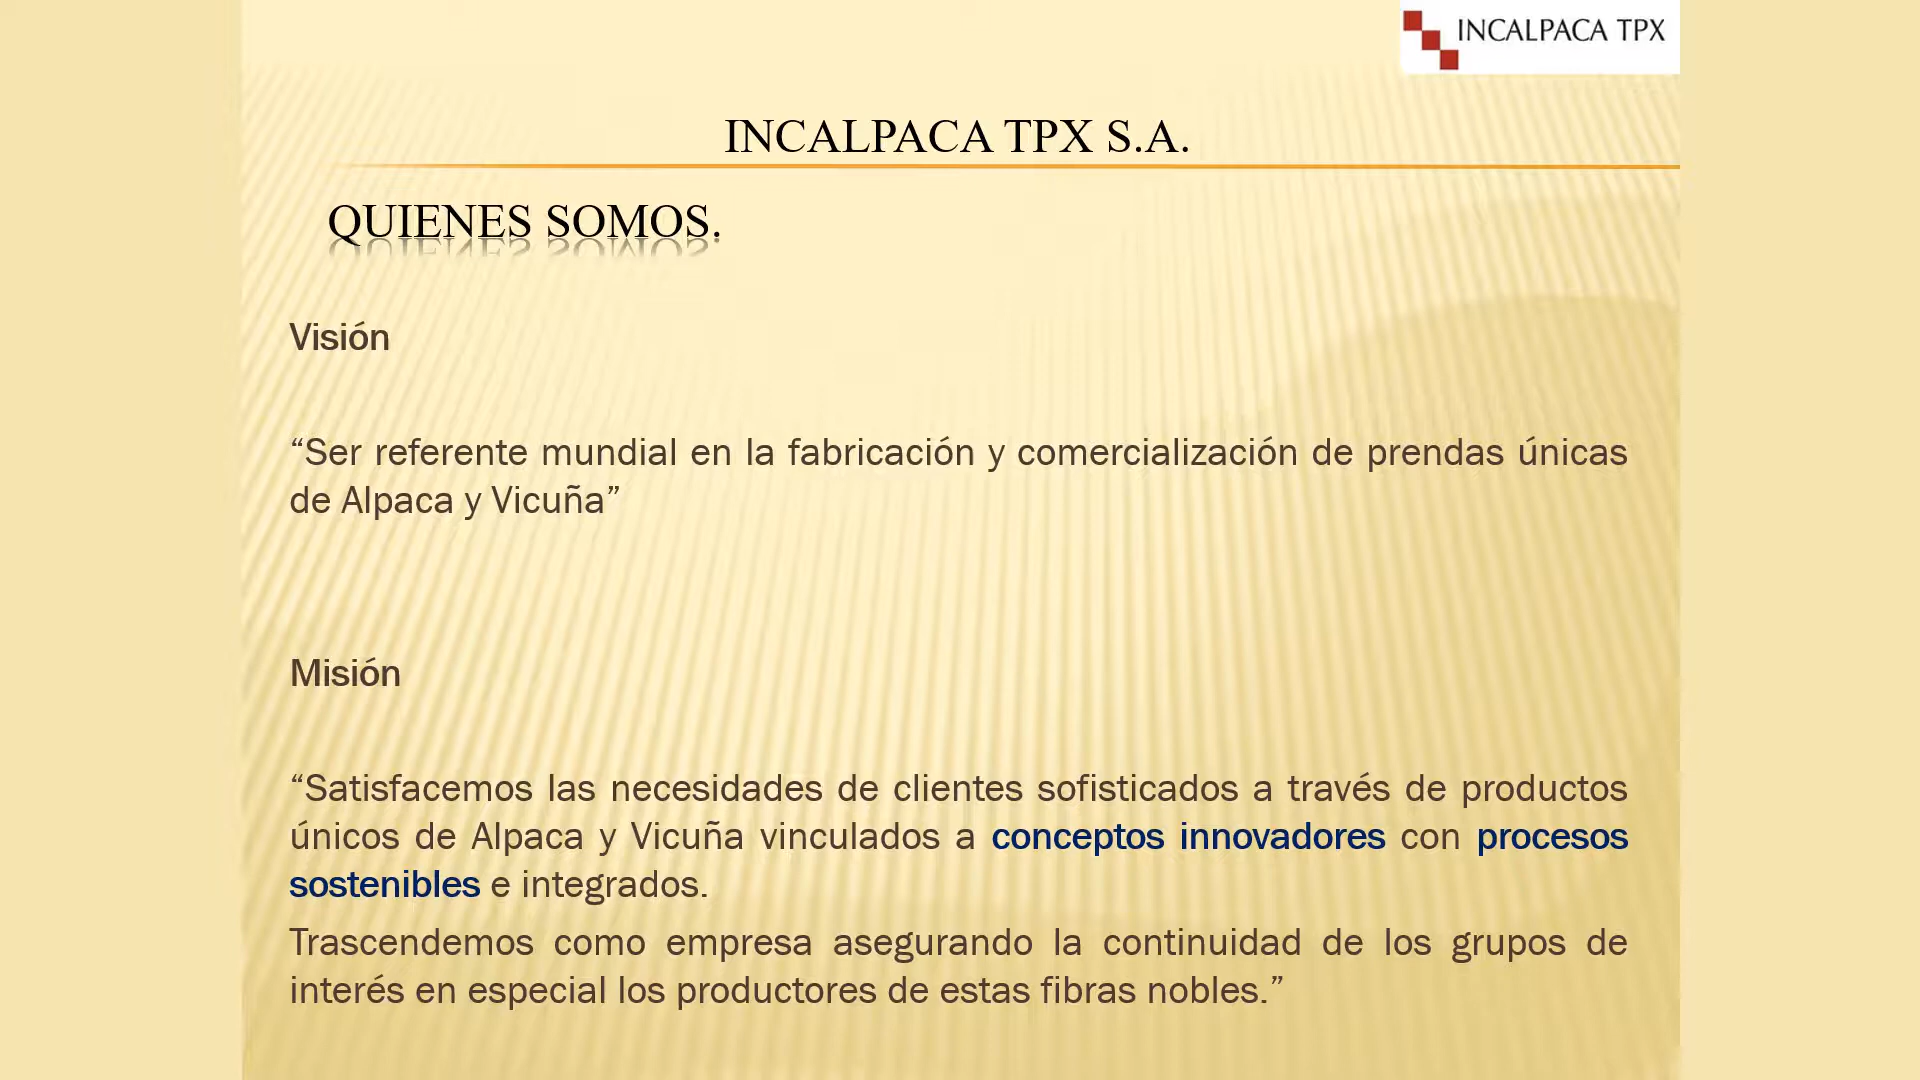 INCALPACA TPX
INCALPACA TPX S.A.
QUIENES SOMOS.
Visión
“Ser referente mundial en la fabricación y comercialización de prendas únicas
de Alpaca y Vicuña”
Misión
“Satisfacemos las necesidades de clientes sofisticados a través de productos
únicos de Alpaca y Vicuña vinculados a conceptos innovadores con procesos
sostenibles e integrados.
Trascendemos como empresa asegurando la continuidad de los grupos de
interés en especial los productores de estas fibras nobles.”